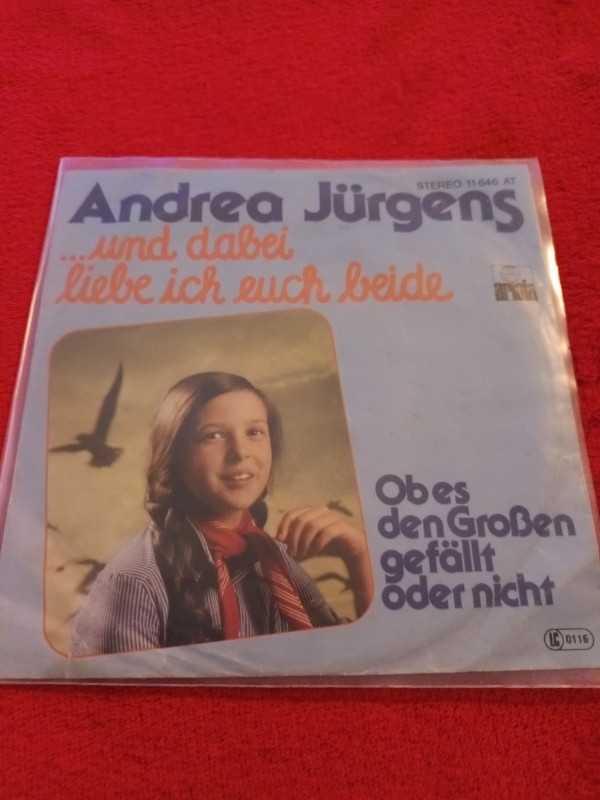 STEREO 11 646 AT
Andrea Jürgens
...und dabei
liebe ich euch beide
ariola
Ob es
den Großen
gefällt
oder nicht
LC 0116